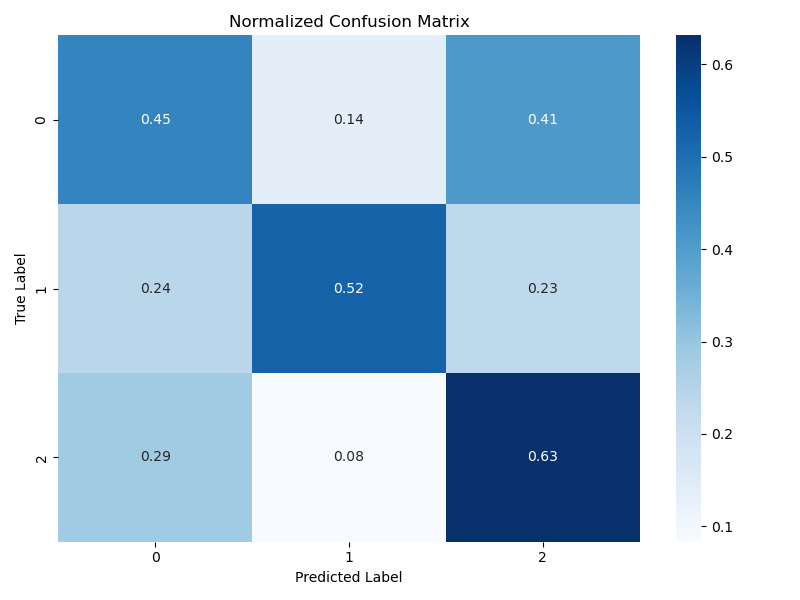 Normalized Confusion Matrix
True Label
0
0.45 0.14 0.41
1
0.24 0.52 0.23
2
0.29 0.08 0.63
0 1 2
Predicted Label
0.6
0.5
0.4
0.3
0.2
0.1